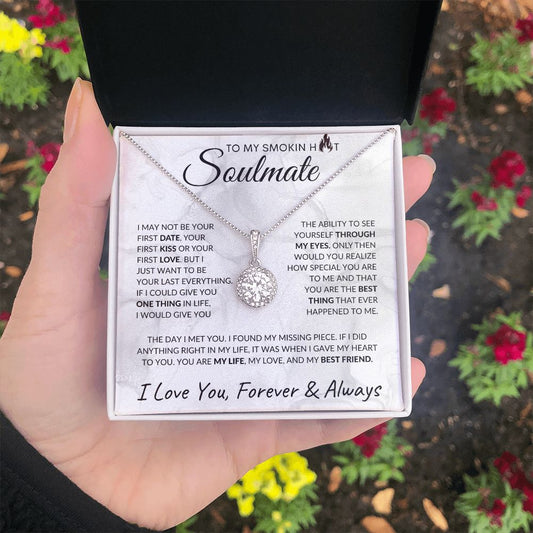 TO MY SMOKIN HOT
Soulmate
I MAY NOT BE YOUR
FIRST DATE, YOUR
FIRST KISS OR YOUR
FIRST LOVE. BUT I
JUST WANT TO BE
YOUR LAST EVERYTHING.
IF I COULD GIVE YOU
ONE THING IN LIFE,
I WOULD GIVE YOU
THE ABILITY TO SEE
YOURSELF THROUGH
MY EYES. ONLY THEN
WOULD YOU REALIZE
HOW SPECIAL YOU ARE
TO ME AND THAT
YOU ARE THE BEST
THING THAT EVER
HAPPENED TO ME.
THE DAY I MET YOU. I FOUND MY MISSING PIECE. IF I DID
ANYTHING RIGHT IN MY LIFE, IT WAS WHEN I GAVE MY HEART
TO YOU. YOU ARE MY LIFE, MY LOVE, AND MY BEST FRIEND.
I Love You, Forever & Always